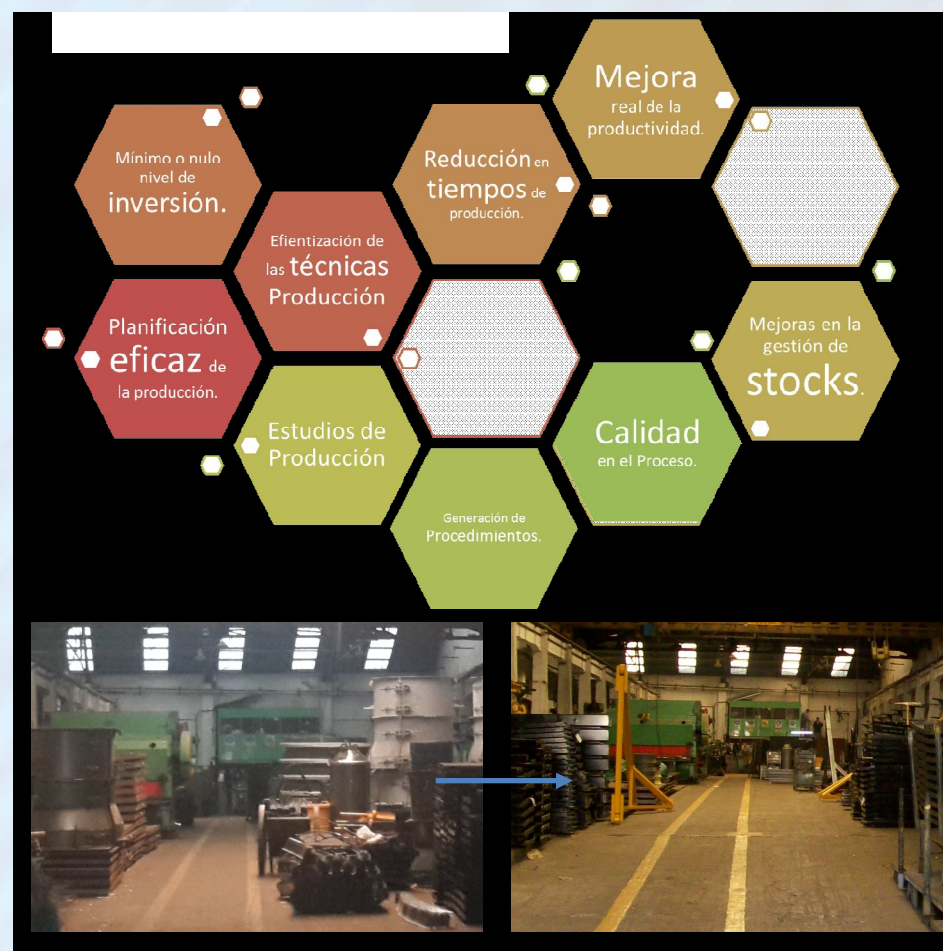 Mejora
real de la
productividad.
Mínimo o nulo
nivel de
inversión.
Reducción en
tiempos de
producción.
Efientización de
las técnicas
Producción
Planificación
eficaz de
la producción.
Mejoras en la
gestión de
stocks.
Estudios de
Producción
Calidad
en el Proceso.
Generación de
Procedimientos.